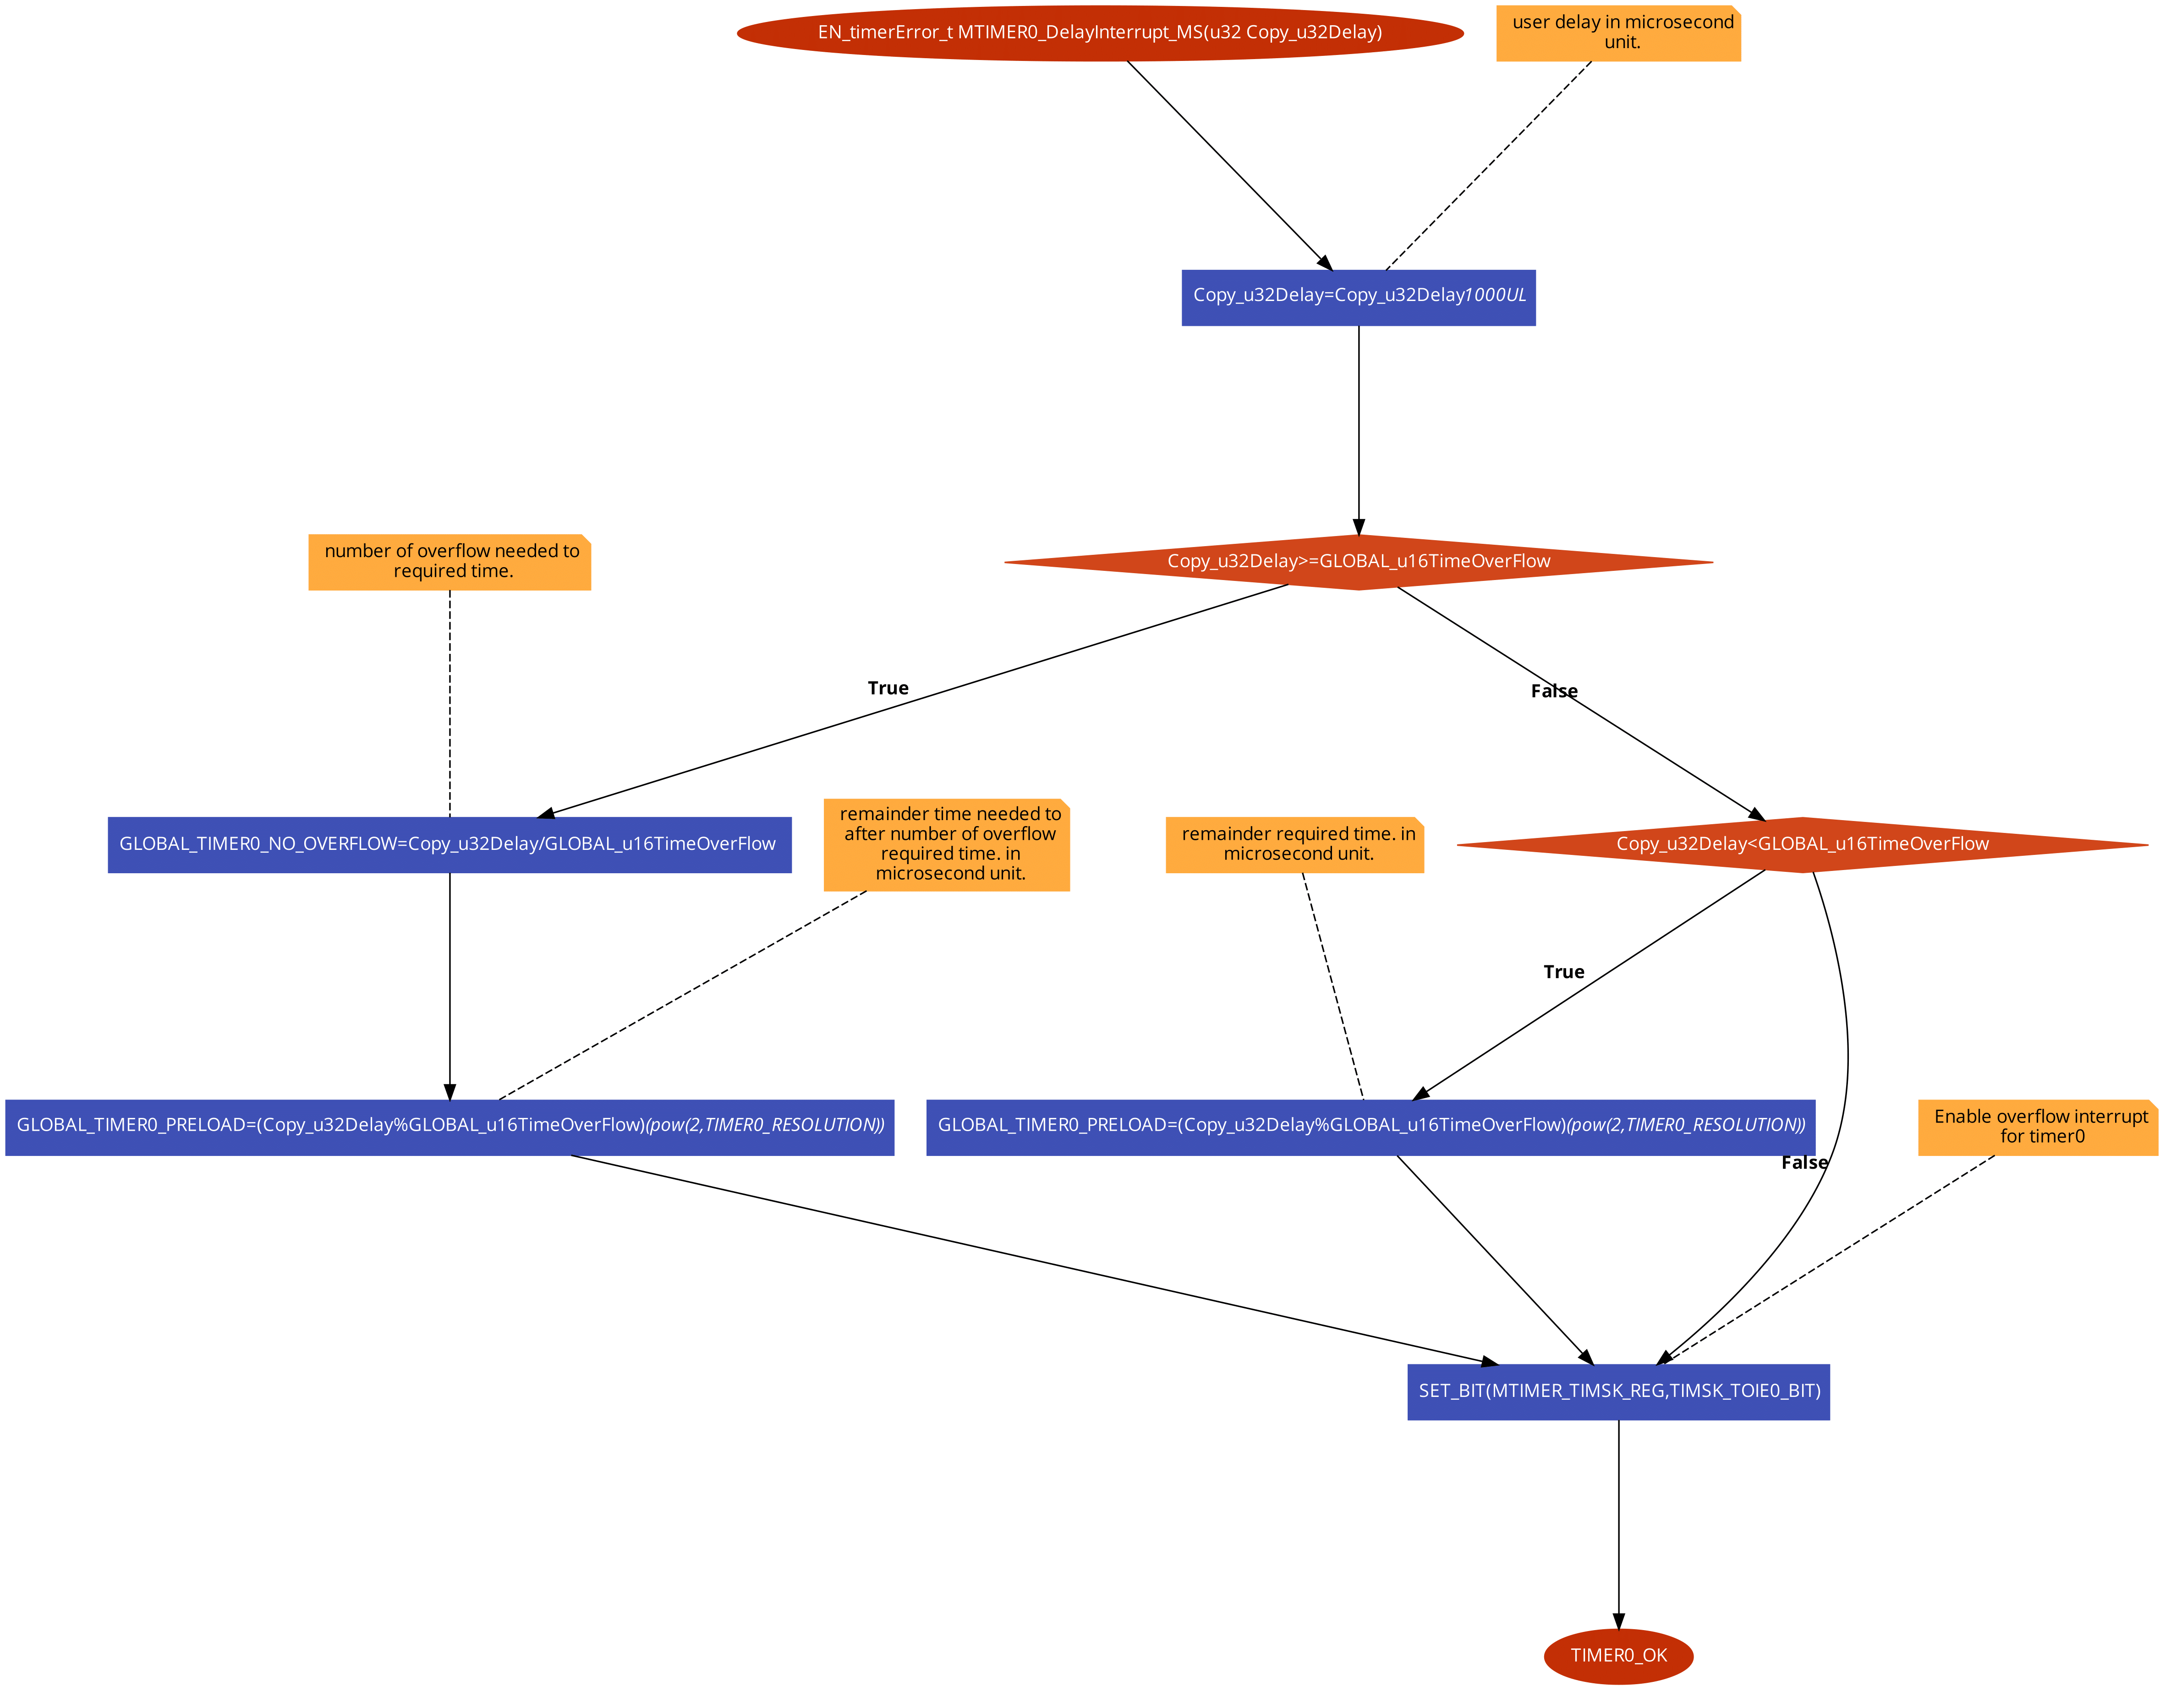 EN_timerError_t MTIMER0_DelayInterrupt_MS(u32 Copy_u32Delay)
user delay in microsecond
unit.
Copy_u32Delay=Copy_u32Delay1000UL
Copy_u32Delay>=GLOBAL_u16TimeOverFlow
number of overflow needed to
required time.
True
False
GLOBAL_TIMER0_NO_OVERFLOW=Copy_u32Delay/GLOBAL_u16TimeOverFlow
remainder time needed to
after number of overflow
required time. in
microsecond unit.
remainder required time. in
microsecond unit.
Copy_u32Delay<GLOBAL_u16TimeOverFlow
True
False
GLOBAL_TIMER0_PRELOAD=(Copy_u32Delay%GLOBAL_u16TimeOverFlow)(pow(2,TIMER0_RESOLUTION))
GLOBAL_TIMER0_PRELOAD=(Copy_u32Delay%GLOBAL_u16TimeOverFlow)(pow(2,TIMER0_RESOLUTION))
Enable overflow interrupt
for timer0
SET_BIT(MTIMER_TIMSK_REG,TIMSK_TOIE0_BIT)
TIMER0_OK